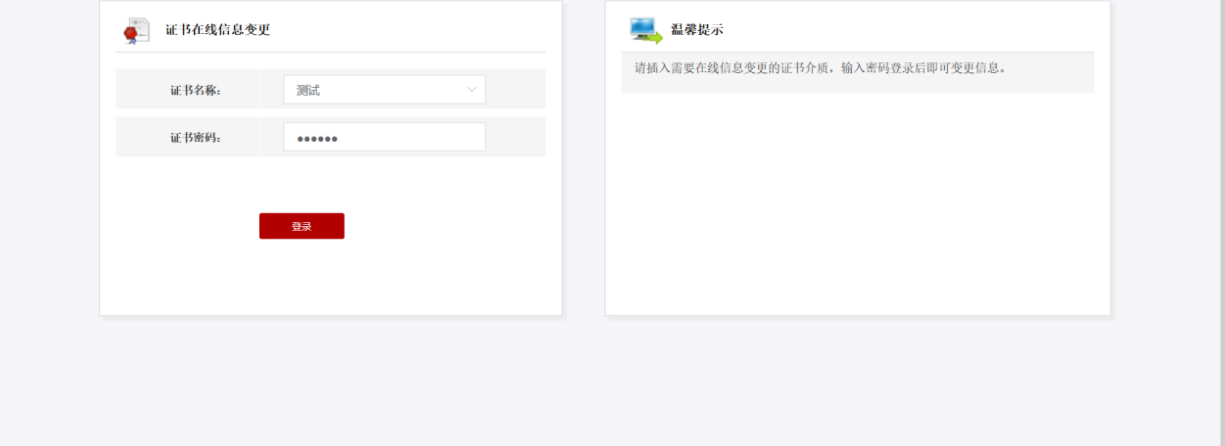 证书在线信息变更
证书名称：
测试
证书密码：
●●●●●●
登录
温馨提示
请插入需要在线信息变更的证书介质，输入密码登录后即可变更信息。